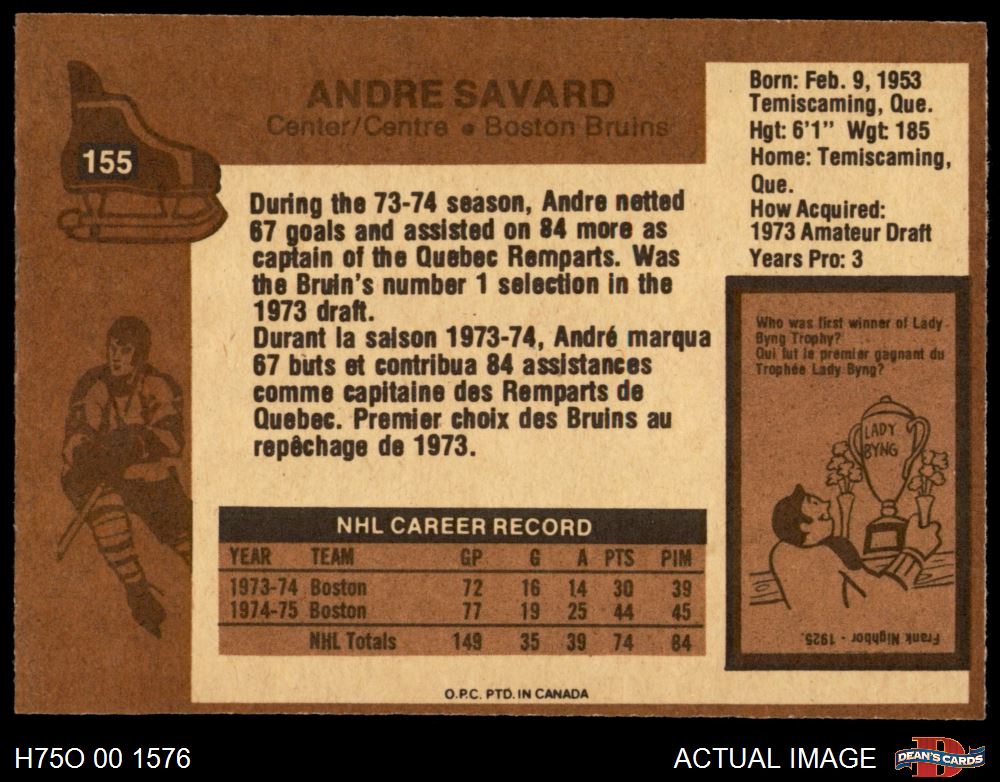 ANDRE SAVARD
Center/Centre • Boston Bruins
155
Born: Feb. 9, 1953
Temiscaming, Que.
Hgt: 6'1" Wgt: 185
Home: Temiscaming,
Que.
How Acquired:
1973 Amateur Draft
Years Pro: 3
During the 73-74 season, Andre netted
67 goals and assisted on 84 more as
captain of the Quebec Remparts. Was
the Bruin's number 1 selection in the
1973 draft.
Durant la saison 1973-74, André marqua
67 buts et contribua 84 assistances
comme capitaine des Remparts de
Quebec. Premier choix des Bruins au
repêchage de 1973.
Who was first winner of Lady
Byng Trophy?
Qui fut le premier gagnant du
Trophée Lady Byng?
LADY
BYNG
Frank Nighbor - 1925.
NHL CAREER RECORD
YEAR TEAM GP G A PTS PIM
1973-74 Boston 72 16 14 30 39
1974-75 Boston 77 19 25 44 45
NHL Totals 149 35 39 74 84
O.P.C. PTD. IN CANADA
H75O 00 1576
ACTUAL IMAGE
D
DEAN'S CARDS